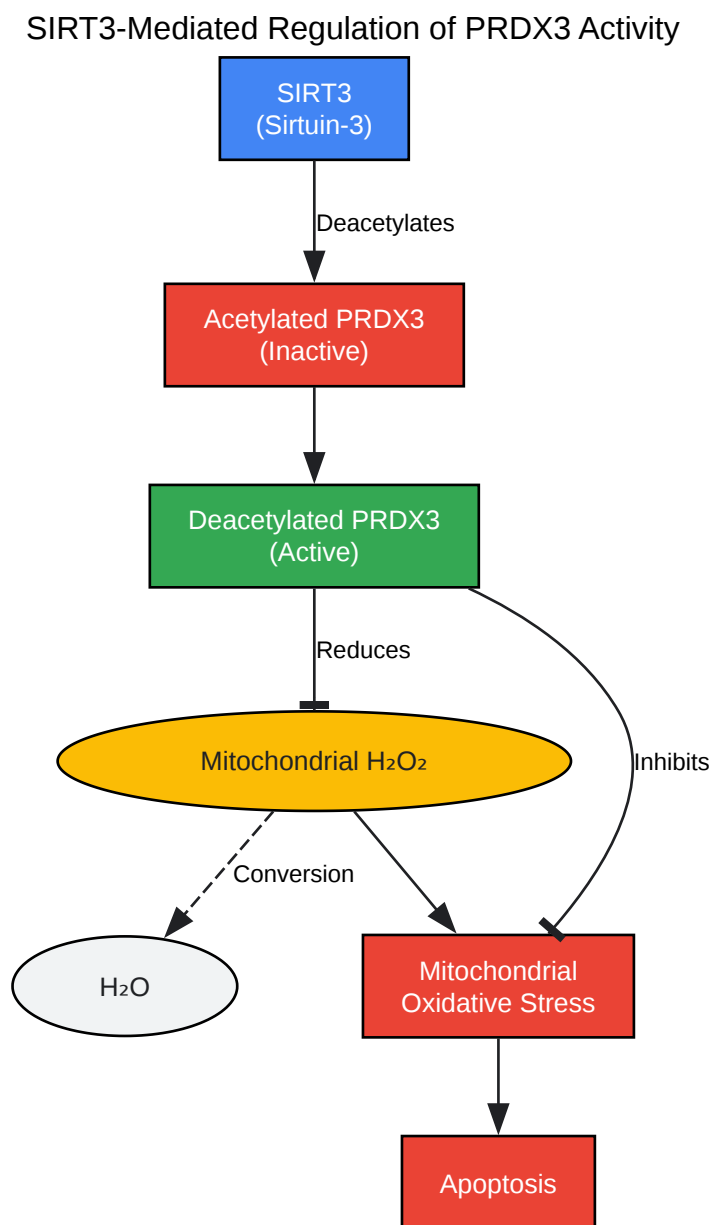 SIRT3-Mediated Regulation of PRDX3 Activity
SIRT3
(Sirtuin-3)
Deacetylates
Acetylated PRDX3
(Inactive)
Deacetylated PRDX3
(Active)
Reduces
Mitochondrial H₂O₂
Inhibits
Conversion
H₂O
Mitochondrial
Oxidative Stress
Apoptosis